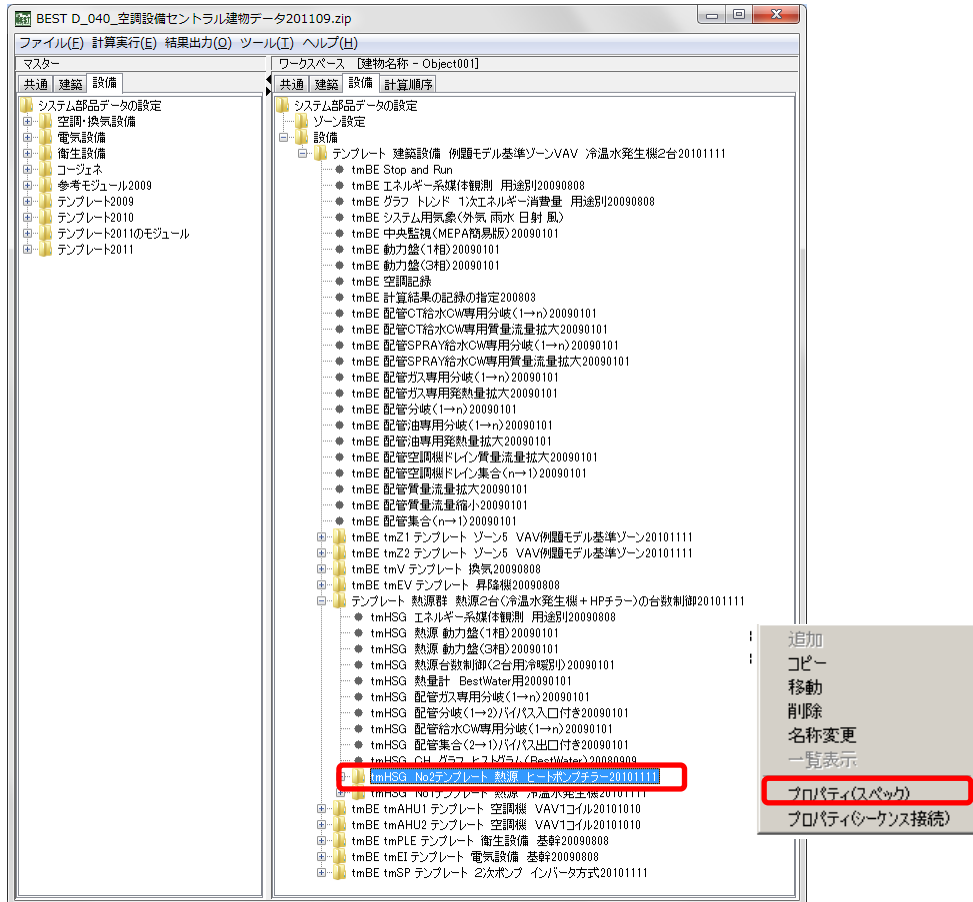 BEST D_040_空調設備セントラル建物データ201109.zip
ファイル(F) 計算実行(E) 結果出力(O) ツール(T) ヘルプ(H)
マスター
共通 建築 設備
システム部品データの設定
空調・換気設備
電気設備
衛生設備
コージェネ
参考モジュール2009
テンプレート2009
テンプレート2010
テンプレート2011のモジュール
テンプレート2011
ワークスペース [建物名称 - Object001]
共通 建築 設備 計算順序
システム部品データの設定
ゾーン設定
設備
テンプレート 建築設備 例題モデル基準ゾーンVAV 冷温水発生機2台20101111
tmBE Stop and Run
tmBE エネルギー系媒体観測 用途別20090808
tmBE グラフ トレンド 1次エネルギー消費量 用途別20090808
tmBE システム用気象(外気 雨水 日射 風)
tmBE 中央監視(MEPA簡易版)20090101
tmBE 動力盤(1相)20090101
tmBE 動力盤(3相)20090101
tmBE 空調記録
tmBE 計算結果の記録の指定200803
tmBE 配管CT給水CW専用分岐(1→n)20090101
tmBE 配管CT給水CW専用質量流量拡大20090101
tmBE 配管SPRAY給水CW専用分岐(1→n)20090101
tmBE 配管SPRAY給水CW専用質量流量拡大20090101
tmBE 配管ガス専用分岐(1→n)20090101
tmBE 配管ガス専用発熱量拡大20090101
tmBE 配管分岐(1→n)20090101
tmBE 配管油専用分岐(1→n)20090101
tmBE 配管油専用発熱量拡大20090101
tmBE 配管空調機ドレイン質量流量拡大20090101
tmBE 配管空調機ドレイン集合(n→1)20090101
tmBE 配管質量流量拡大20090101
tmBE 配管質量流量縮小20090101
tmBE 配管集合(n→1)20090101
tmBE tmZ1 テンプレート ゾーン5 VAV例題モデル基準ゾーン20101111
tmBE tmZ2 テンプレート ゾーン5 VAV例題モデル基準ゾーン20101111
tmBE tmV テンプレート 換気20090808
tmBE tmEV テンプレート 昇降機20090808
テンプレート 熱源群 熱源2台(冷温水発生機+HPチラー)の台数制御20101111
tmHSG エネルギー系媒体観測 用途別20090808
tmHSG 熱源 動力盤(1相)20090101
tmHSG 熱源 動力盤(3相)20090101
tmHSG 熱源台数制御(2台用冷暖別)20090101
tmHSG 熱量計 BestWater用20090101
tmHSG 配管ガス専用分岐(1→n)20090101
tmHSG 配管分岐(1→2)バイパス入口付き20090101
tmHSG 配管給水CW専用分岐(1→n)20090101
tmHSG 配管集合(2→1)バイパス出口付き20090101
tmHSG CH グラフ ヒストグラム(BestWater)20080909
tmHSG No2テンプレート 熱源 ヒートポンプチラー20101111
tmHSG No1テンプレート 熱源 冷温水発生機20101111
tmBE tmAHU1 テンプレート 空調機 VAV1コイル20101010
tmBE tmAHU2 テンプレート 空調機 VAV1コイル20101010
tmBE tmPLE テンプレート 衛生設備 基幹20090808
tmBE tmEI テンプレート 電気設備 基幹20090808
tmBE tmSP テンプレート 2次ポンプ インバータ方式20101111
追加
コピー
移動
削除
名称変更
一覧表示
プロパティ(スペック)
プロパティ(シーケンス接続)